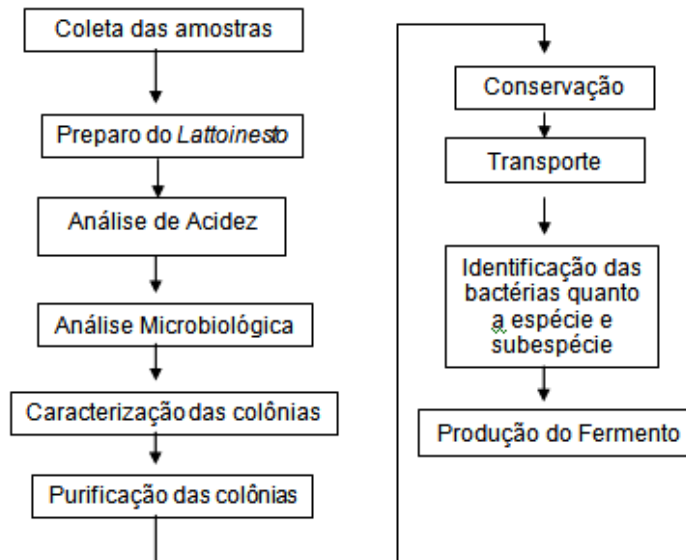 Coleta das amostras
Preparo do Lattoinesto
Análise de Acidez
Análise Microbiológica
Caracterização das colônias
Purificação das colônias
Conservação
Transporte
Identificação das
bactérias quanto
a espécie e
subespécie
Produção do Fermento